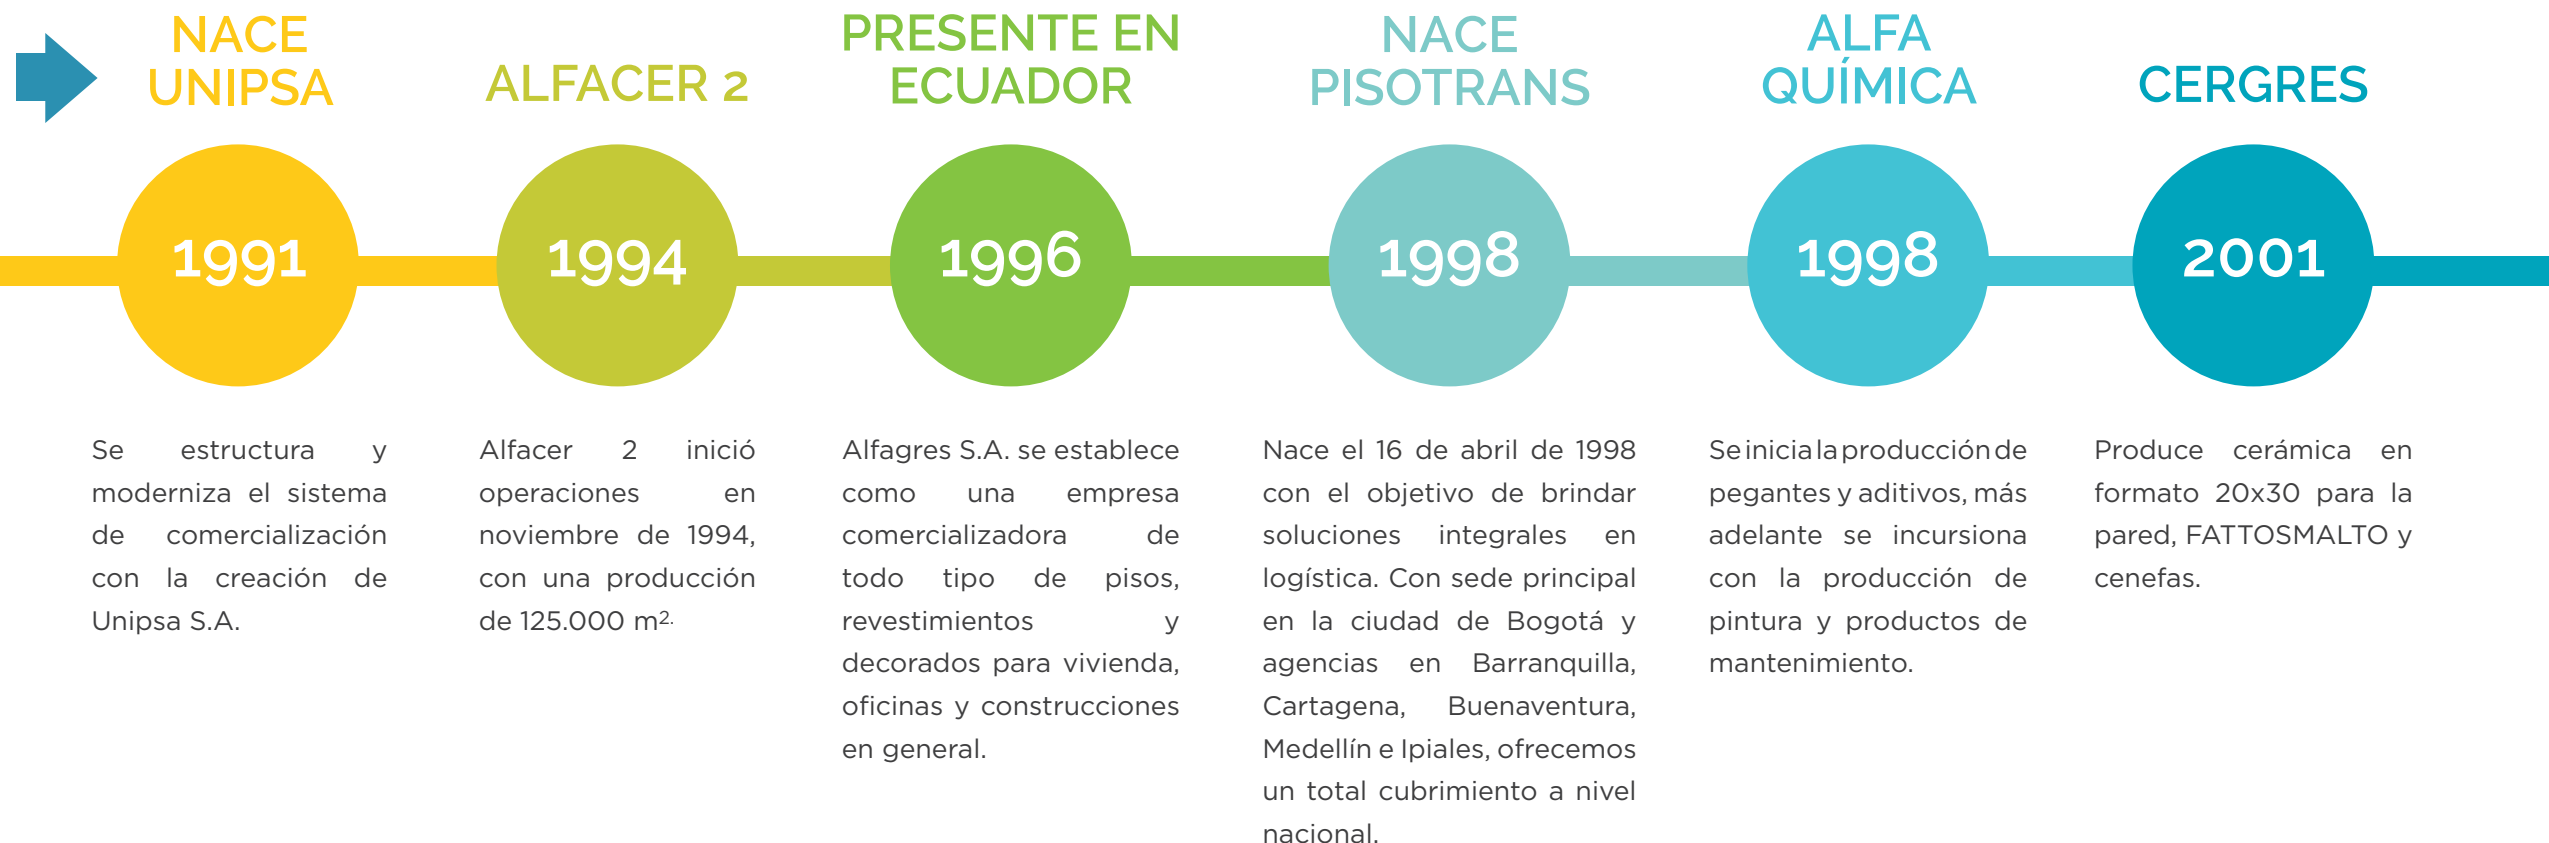 NACE
UNIPSA
1991
Se estructura y
moderniza el sistema
de comercialización
con la creación de
Unipsa S.A.
ALFACER 2
1994
Alfacer 2 inició
operaciones en
noviembre de 1994,
con una producción
de 125.000 m².
PRESENTE EN
ECUADOR
1996
Alfagres S.A. se establece
como una empresa
comercializadora de
todo tipo de pisos,
revestimientos y
decorados para vivienda,
oficinas y construcciones
en general.
NACE
PISOTRANS
1998
Nace el 16 de abril de 1998
con el objetivo de brindar
soluciones integrales en
logística. Con sede principal
en la ciudad de Bogotá y
agencias en Barranquilla,
Cartagena, Buenaventura,
Medellín e Ipiales, ofrecemos
un total cubrimiento a nivel
nacional.
ALFA
QUÍMICA
1998
Se inicia la producción de
pegantes y aditivos, más
adelante se incursiona
con la producción de
pintura y productos de
mantenimiento.
CERGRES
2001
Produce cerámica en
formato 20x30 para la
pared, FATTOSMALTO y
cenefas.